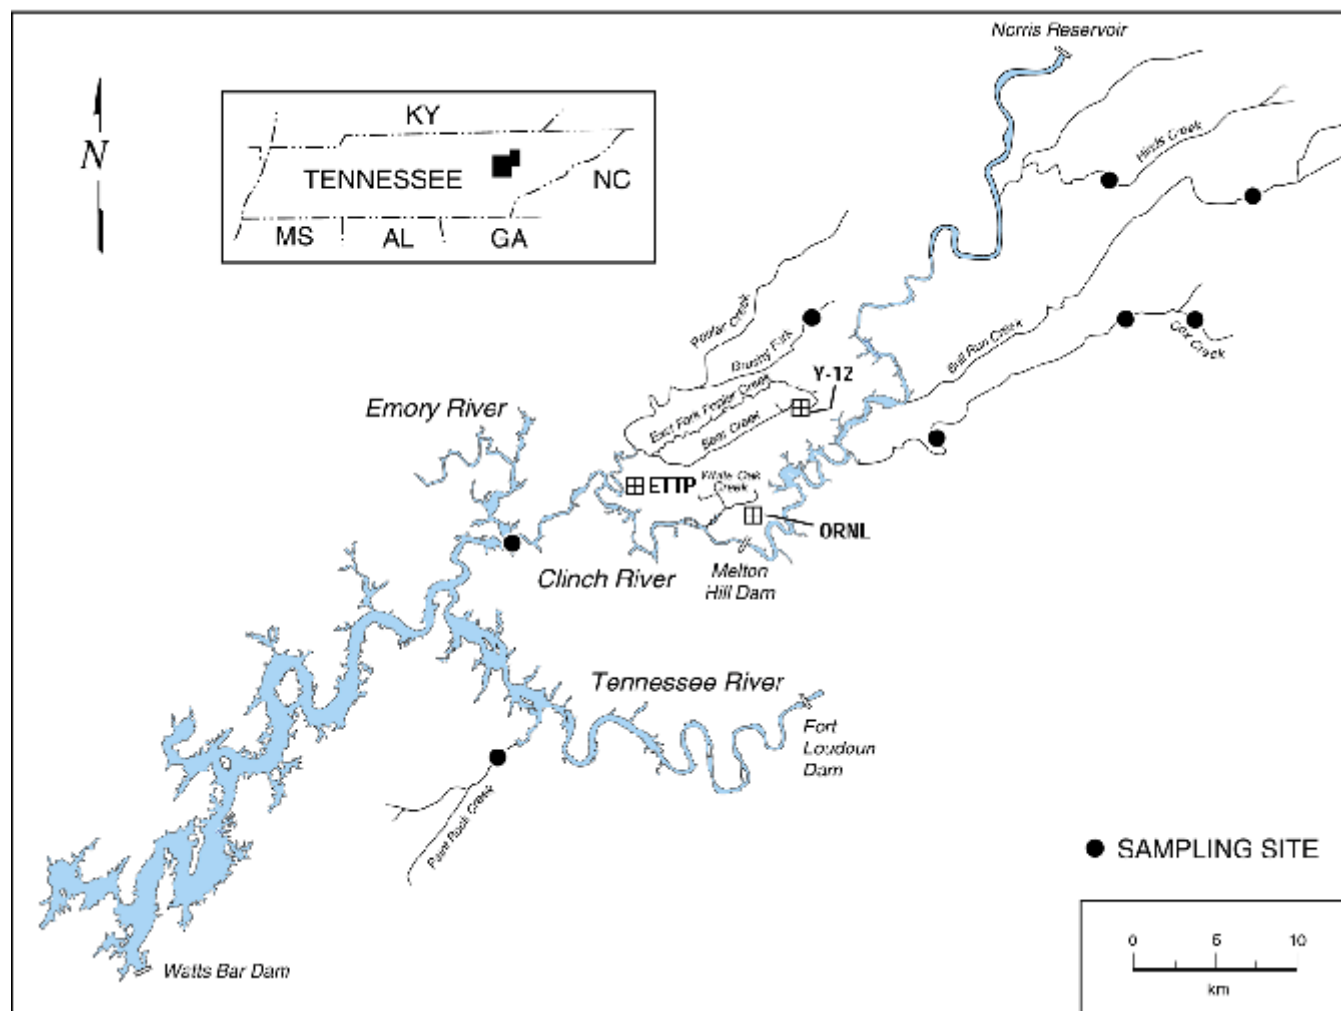 Norris Reservoir
N
KY
TENNESSEE
NC
MS
AL
GA
Hinds Creek
Poplar Creek
Brushy Fork
Bull Run Creek
Cox Creek
Y-12
East Fork Poplar Creek
Bear Creek
Emory River
ETTP
White Oak
Creek
ORNL
Clinch River
Melton
Hill Dam
Tennessee River
Fort
Loudoun
Dam
Paint Rock Creek
SAMPLING SITE
Watts Bar Dam
0 5 10
km